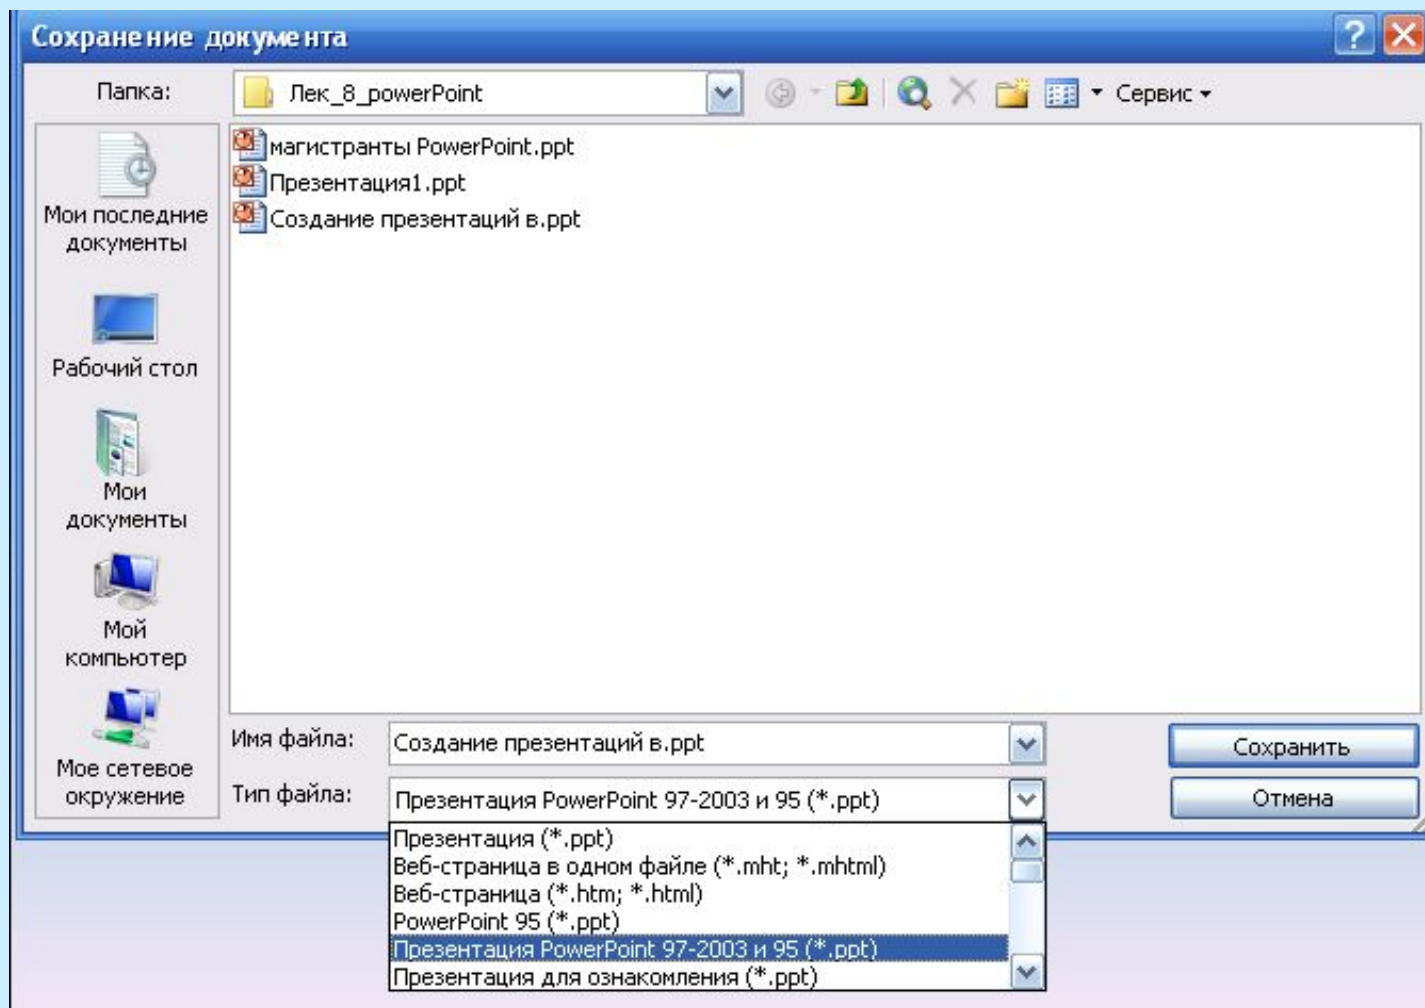 Сохранение документа
Папка:
Лек_8_powerPoint
Сервис
магистранты PowerPoint.ppt
Презентация1.ppt
Создание презентаций в.ppt
Мои последние
документы
Рабочий стол
Мои
документы
Мой
компьютер
Мое сетевое
окружение
Имя файла:
Создание презентаций в.ppt
Сохранить
Тип файла:
Презентация PowerPoint 97-2003 и 95 (*.ppt)
Отмена
Презентация (*.ppt)
Веб-страница в одном файле (*.mht; *.mhtml)
Веб-страница (*.htm; *.html)
PowerPoint 95 (*.ppt)
Презентация PowerPoint 97-2003 и 95 (*.ppt)
Презентация для ознакомления (*.ppt)